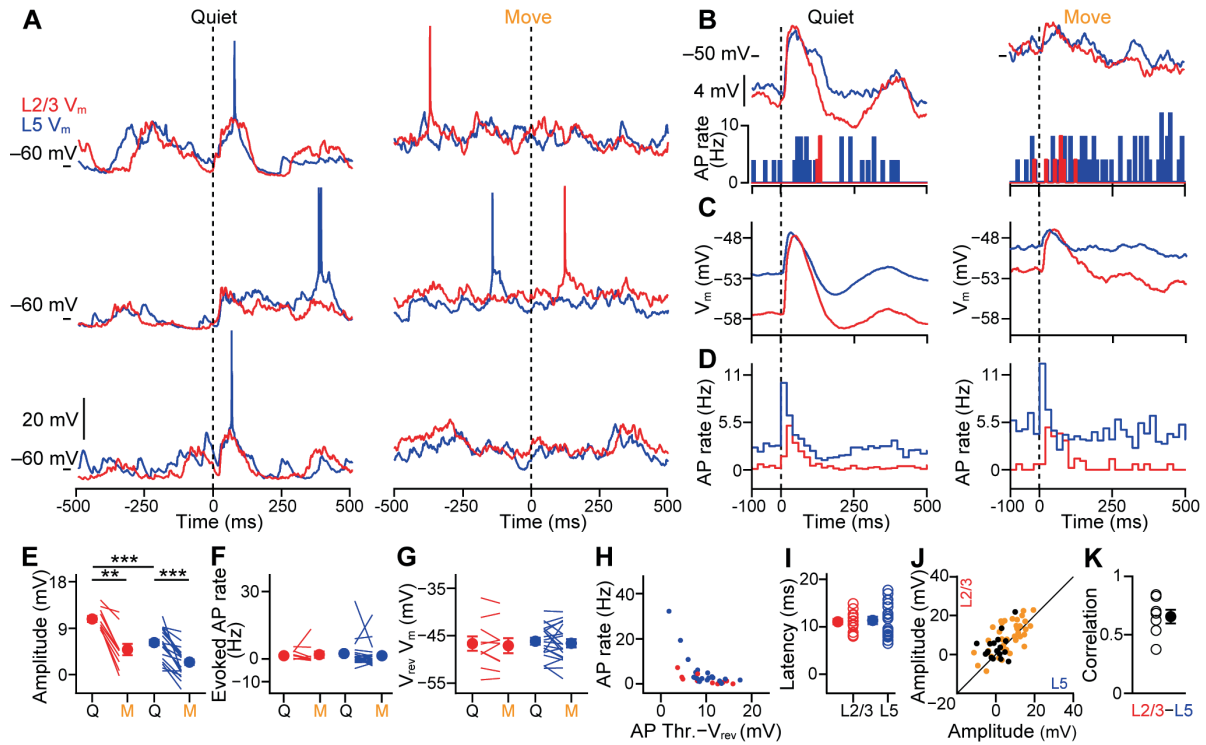 A
Quiet
Move
L2/3 Vm
L5 Vm
−60 mV
−60 mV
20 mV
−60 mV
-500 -250 0 250 500
Time (ms)
-500 -250 0 250 500
Time (ms)
B
Quiet
Move
−50 mV
4 mV
AP rate (Hz)
10
0
C
Vm (mV)
−48
−53
−58
Vm (mV)
−48
−53
−58
D
AP rate (Hz)
11
5.5
0
-100 0 250 500
Time (ms)
AP rate (Hz)
11
5.5
0
-100 0 250 500
Time (ms)
E
Amplitude (mV)
18
9
0
***
**
***
Q M Q M
F
Evoked AP rate (Hz)
30
0
−10
Q M Q M
G
Vrev Vm (mV)
−35
−45
−55
Q M Q M
H
AP rate (Hz)
40
20
0
0 10 20
AP Thr.−Vrev (mV)
I
Latency (ms)
20
10
0
L2/3 L5
J
Amplitude (mV)
L2/3
40
20
0
−20
L5
−20 0 20 40
Amplitude (mV)
K
Correlation
1
0.5
0
L2/3−L5